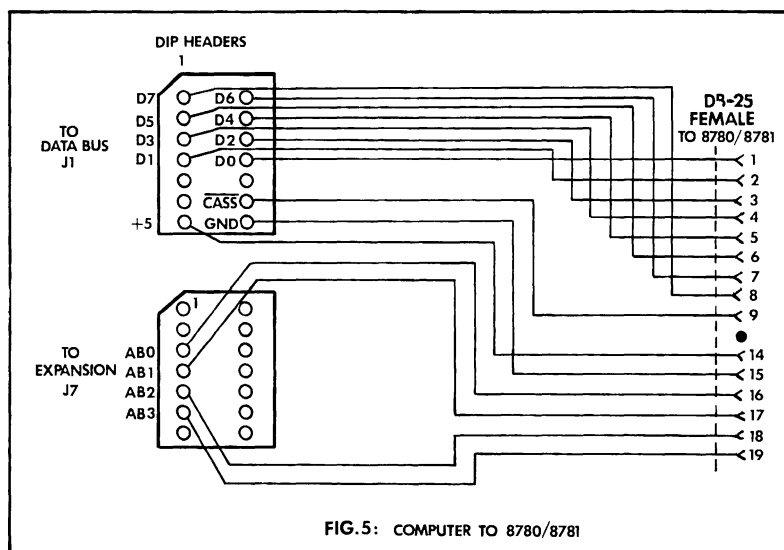 DIP HEADERS
1
D7 D6
D5 D4
D3 D2
D1 D0
CASS
+5 GND
TO
DATA BUS
J1
DB-25
FEMALE
TO 8780/8781
1
2
3
4
5
6
7
8
9
14
15
16
17
18
19
1
AB0
AB1
AB2
AB3
TO
EXPANSION
J7
FIG.5: COMPUTER TO 8780/8781